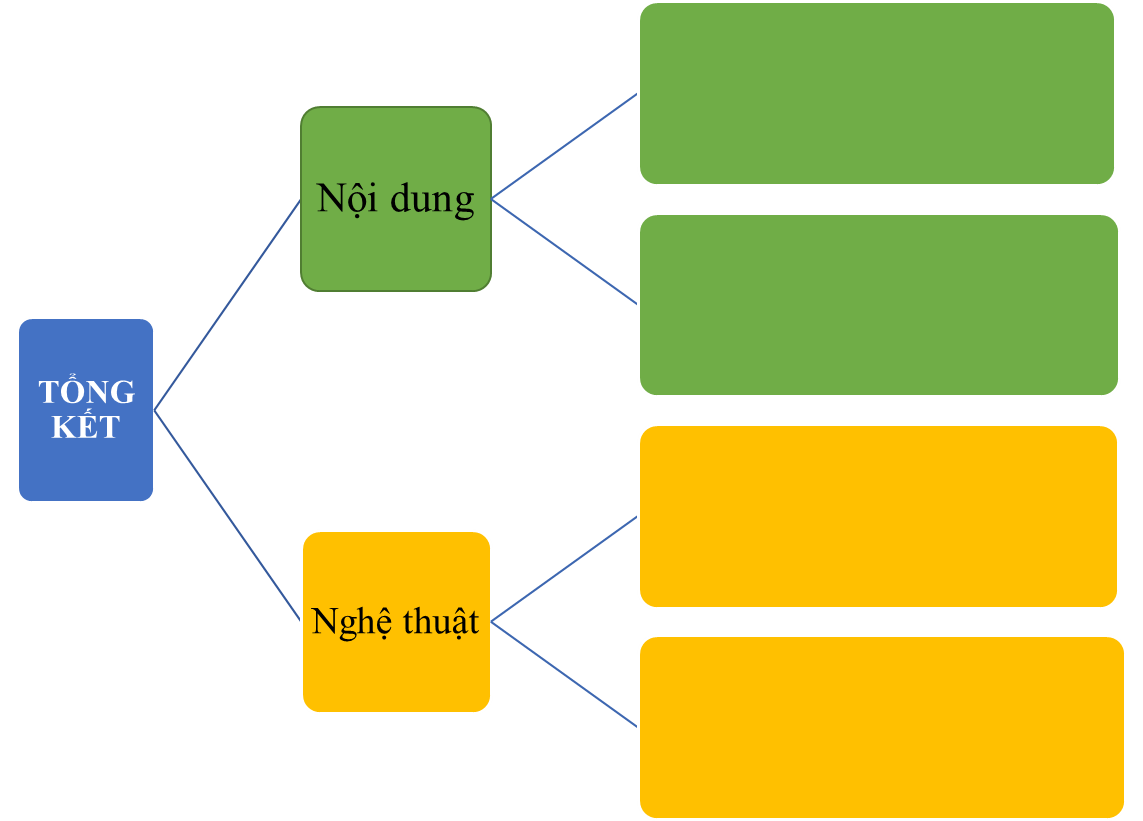 Nội dung
TỔNG
KẾT
Nghệ thuật